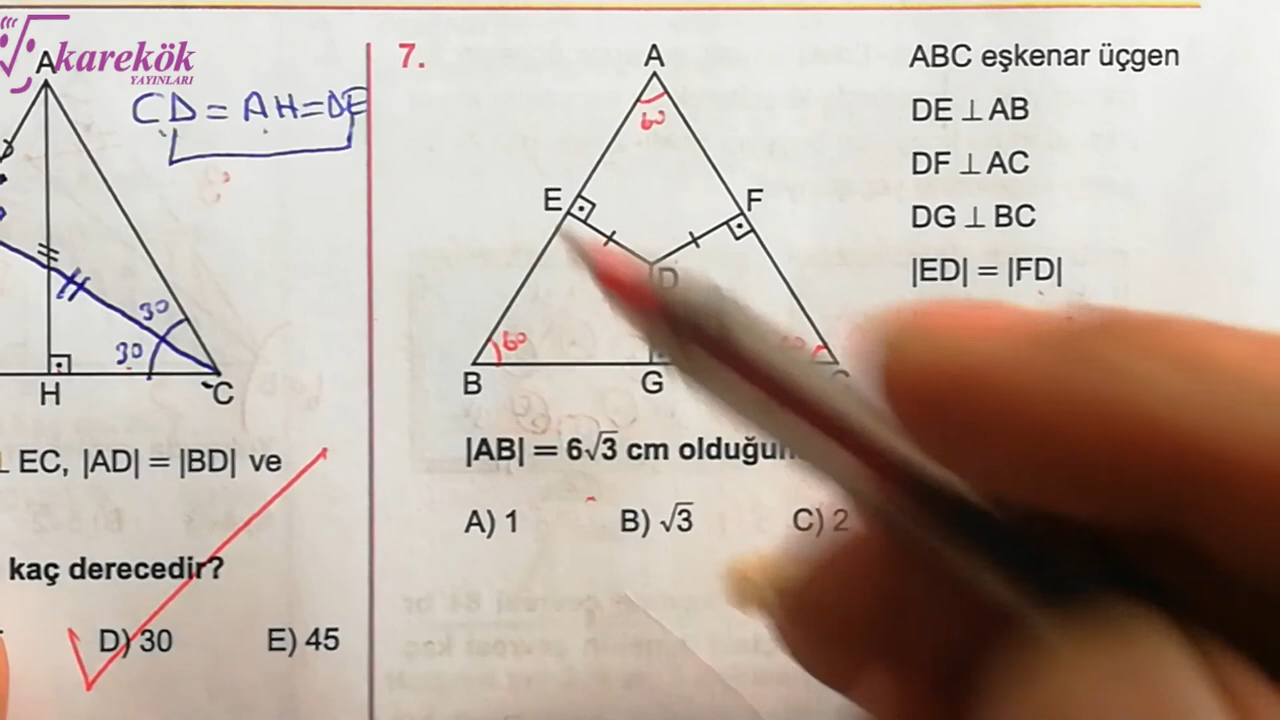 karekök
YAYINLARI
A
CD = AH = DE
30
30
H
C
EC, |AD| = |BD| ve
kaç derecedir?
D) 30
E) 45
7.
A
60
E
F
D
60
B
G
ABC eşkenar üçgen
DE ⊥ AB
DF ⊥ AC
DG ⊥ BC
|ED| = |FD|
|AB| = 6√3 cm
A) 1
B) √3
C) 2